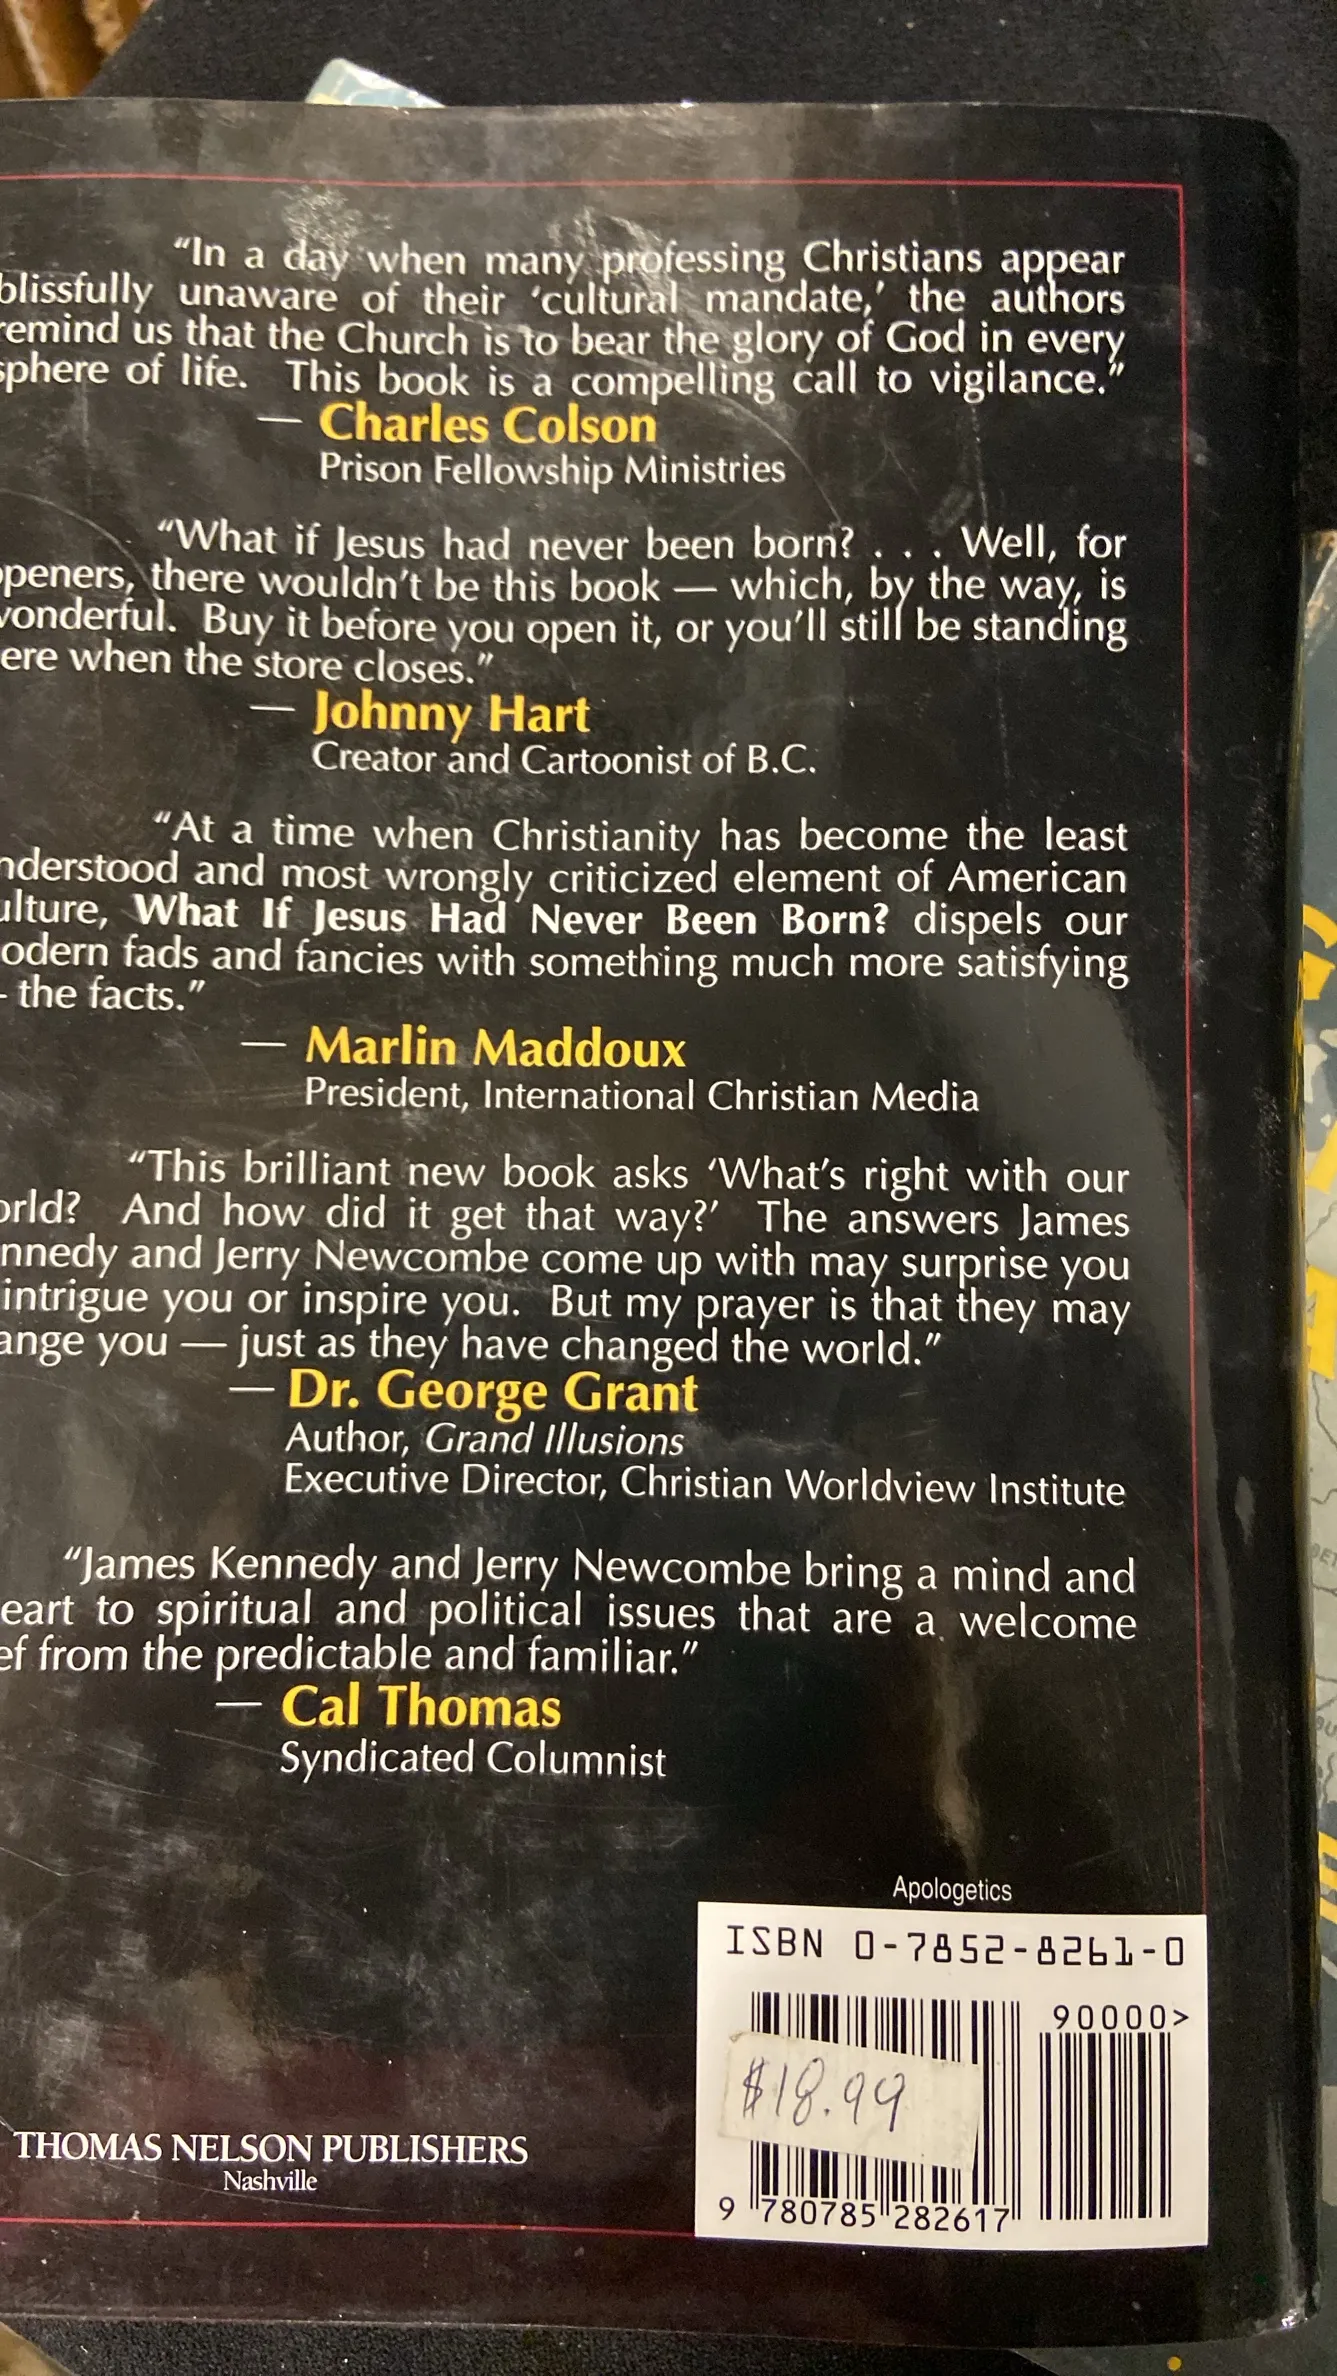 “In a day when many professing Christians appear
blissfully unaware of their ‘cultural mandate,’ the authors
remind us that the Church is to bear the glory of God in every
sphere of life. This book is a compelling call to vigilance.”
— Charles Colson
Prison Fellowship Ministries
“What if Jesus had never been born? . . . Well, for
openers, there wouldn’t be this book — which, by the way, is
wonderful. Buy it before you open it, or you’ll still be standing
ere when the store closes.”
— Johnny Hart
Creator and Cartoonist of B.C.
“At a time when Christianity has become the least
nderstood and most wrongly criticized element of American
ulture, What If Jesus Had Never Been Born? dispels our
odern fads and fancies with something much more satisfying
- the facts.”
— Marlin Maddoux
President, International Christian Media
“This brilliant new book asks ‘What’s right with our
orld? And how did it get that way?’ The answers James
nnedy and Jerry Newcombe come up with may surprise you
intrigue you or inspire you. But my prayer is that they may
ange you — just as they have changed the world.”
— Dr. George Grant
Author, Grand Illusions
Executive Director, Christian Worldview Institute
“James Kennedy and Jerry Newcombe bring a mind and
eart to spiritual and political issues that are a welcome
ef from the predictable and familiar.”
— Cal Thomas
Syndicated Columnist
Apologetics
ISBN 0-7852-8261-0
90000>
$18.99
9 780785 282617
THOMAS NELSON PUBLISHERS
Nashville